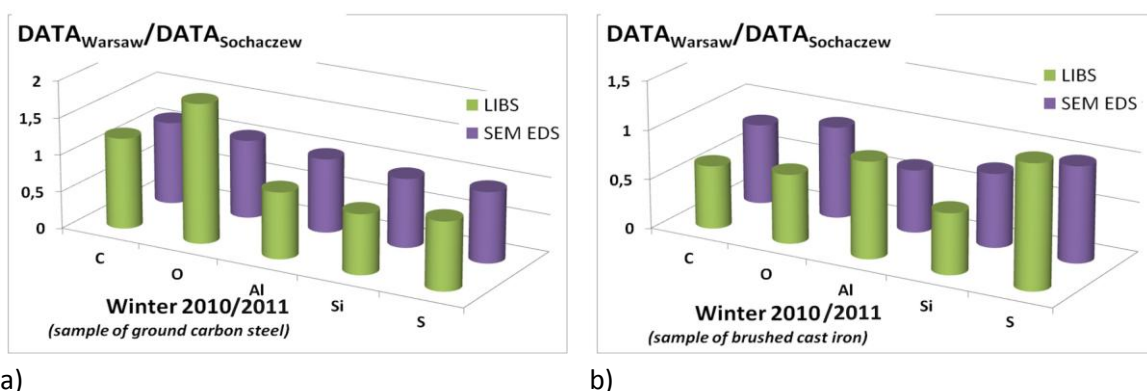 DATAWarsaw/DATASochaczew
2
1,5
1
0,5
0
LIBS
SEM EDS
C
O
Al
Si
S
Winter 2010/2011
(sample of ground carbon steel)
a)
DATAWarsaw/DATASochaczew
1,5
1
0,5
0
LIBS
SEM EDS
C
O
Al
Si
S
Winter 2010/2011
(sample of brushed cast iron)
b)